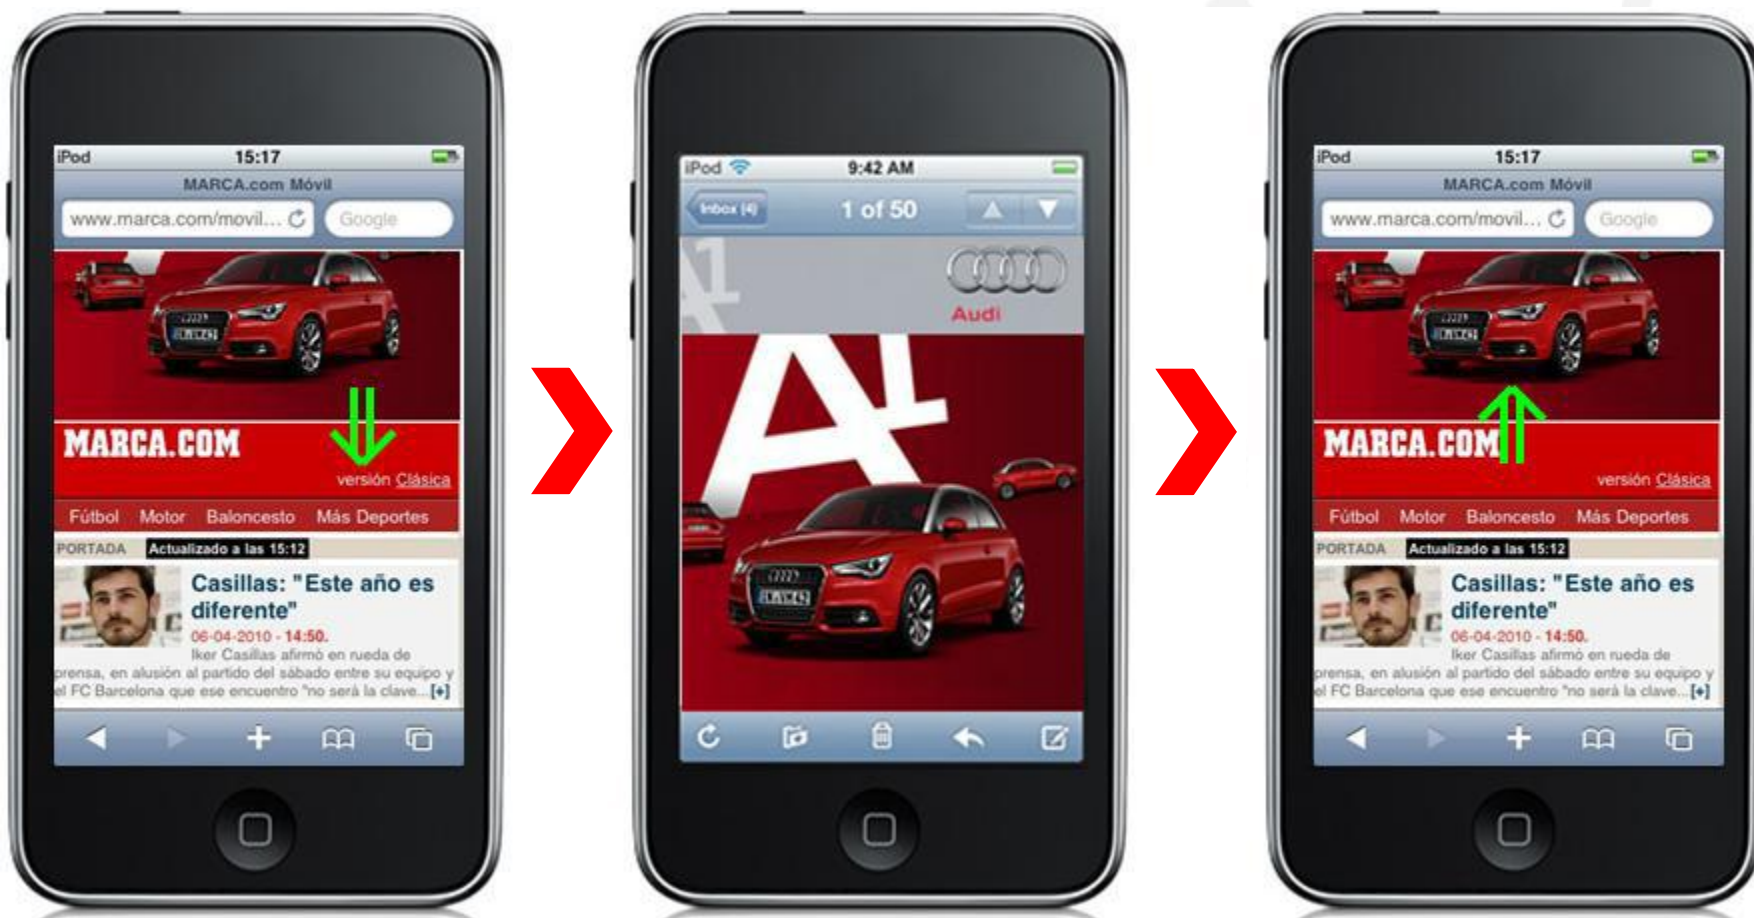 iPod 15:17
MARCA.com Móvil
www.marca.com/movil... Google
MARCA.COM
versión Clásica
Fútbol Motor Baloncesto Más Deportes
PORTADA Actualizado a las 15:12
Casillas: "Este año es
diferente"
06-04-2010 - 14:50.
Iker Casillas afirmó en rueda de
prensa, en alusión al partido del sábado entre su equipo y
el FC Barcelona que ese encuentro "no será la clave... [+]
iPod 9:42 AM
Inbox (4) 1 of 50
A1
Audi
A1
iPod 15:17
MARCA.com Móvil
www.marca.com/movil... Google
MARCA.COM
versión Clásica
Fútbol Motor Baloncesto Más Deportes
PORTADA Actualizado a las 15:12
Casillas: "Este año es
diferente"
06-04-2010 - 14:50.
Iker Casillas afirmó en rueda de
prensa, en alusión al partido del sábado entre su equipo y
el FC Barcelona que ese encuentro "no será la clave... [+]